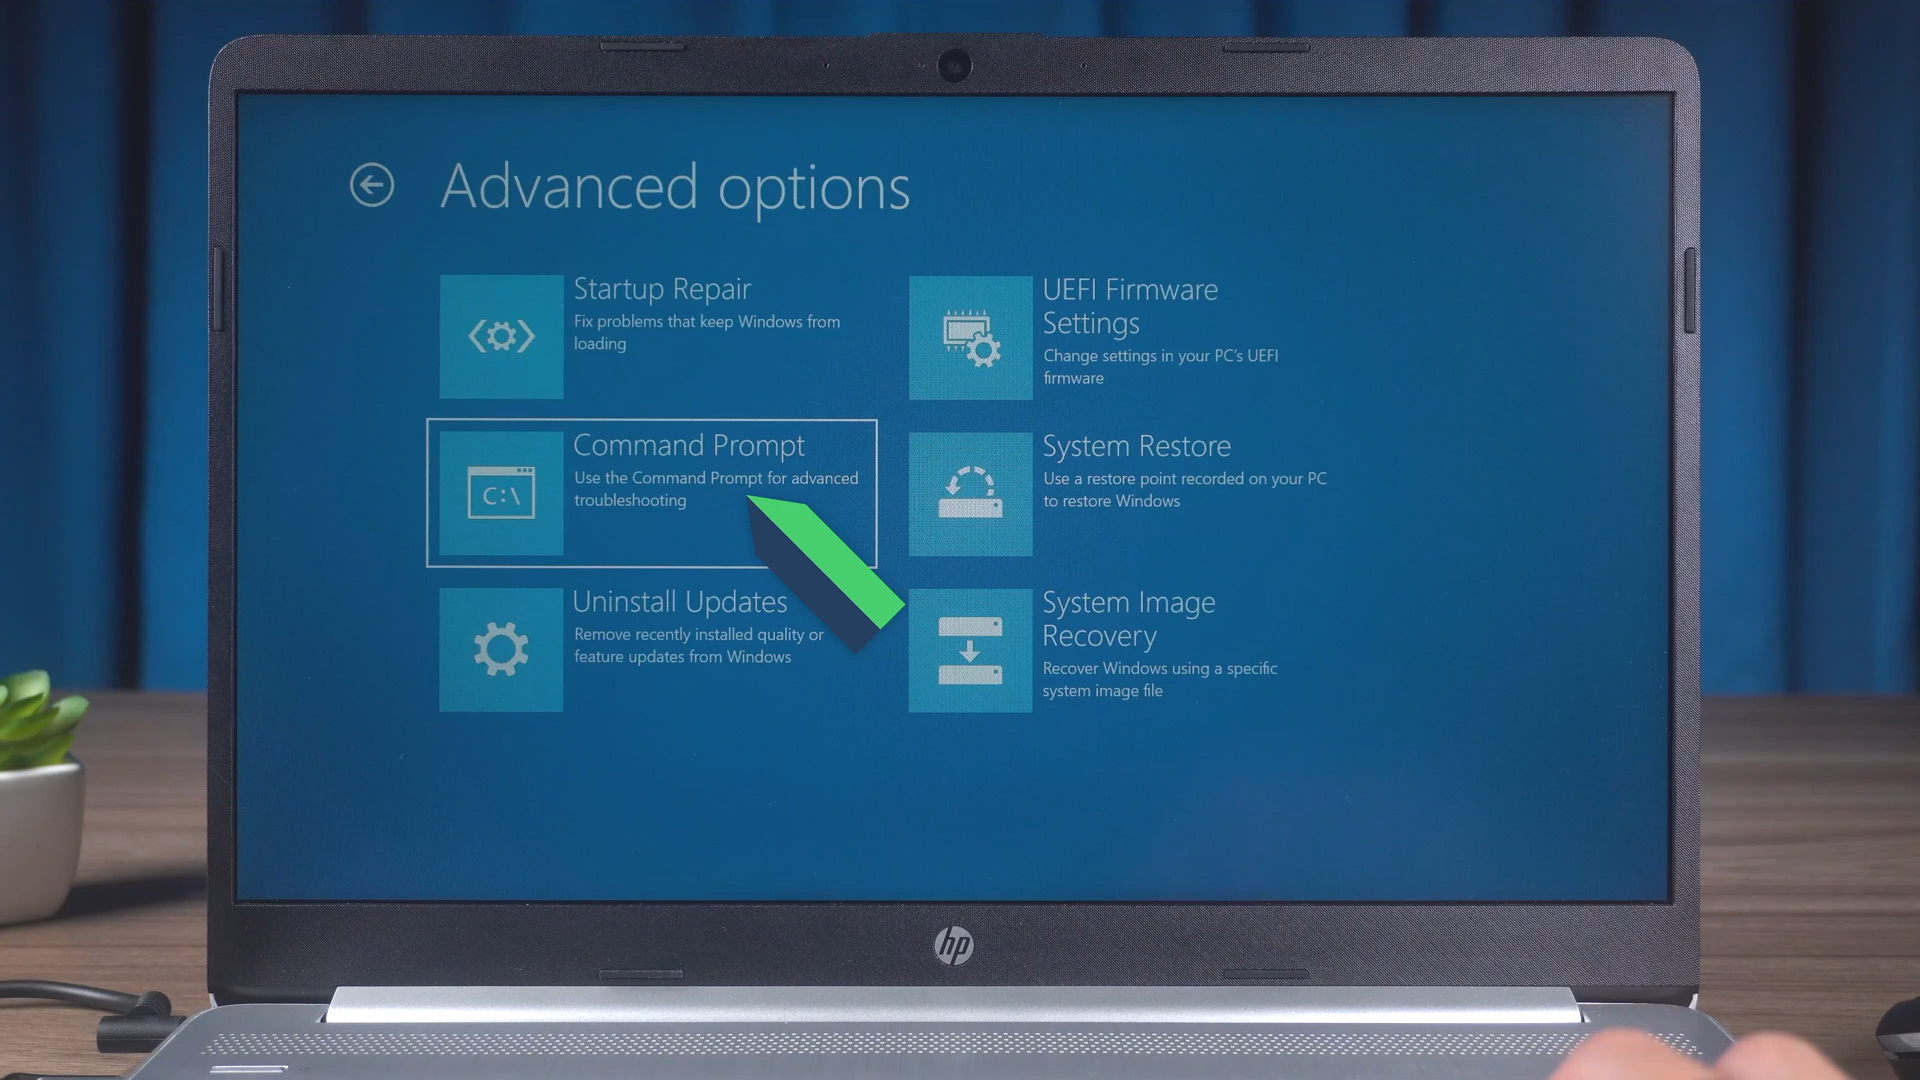 Advanced options
Startup Repair
Fix problems that keep Windows from
loading
UEFI Firmware
Settings
Change settings in your PC's UEFI
firmware
Command Prompt
Use the Command Prompt for advanced
troubleshooting
C:\
System Restore
Use a restore point recorded on your PC
to restore Windows
Uninstall Updates
Remove recently installed quality or
feature updates from Windows
System Image
Recovery
Recover Windows using a specific
system image file
hp